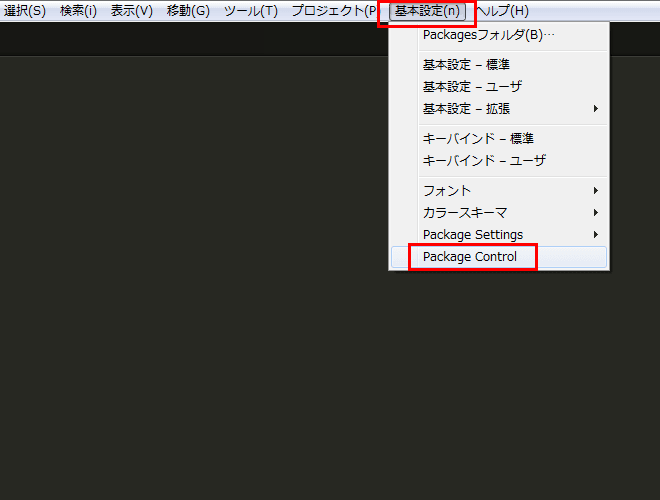 選択(S) 検索(i) 表示(V) 移動(G) ツール(T) プロジェクト(P) 基本設定(n) ヘルプ(H)
Packagesフォルダ(B)…
基本設定 – 標準
基本設定 – ユーザ
基本設定 – 拡張
キーバインド – 標準
キーバインド – ユーザ
フォント
カラースキーマ
Package Settings
Package Control